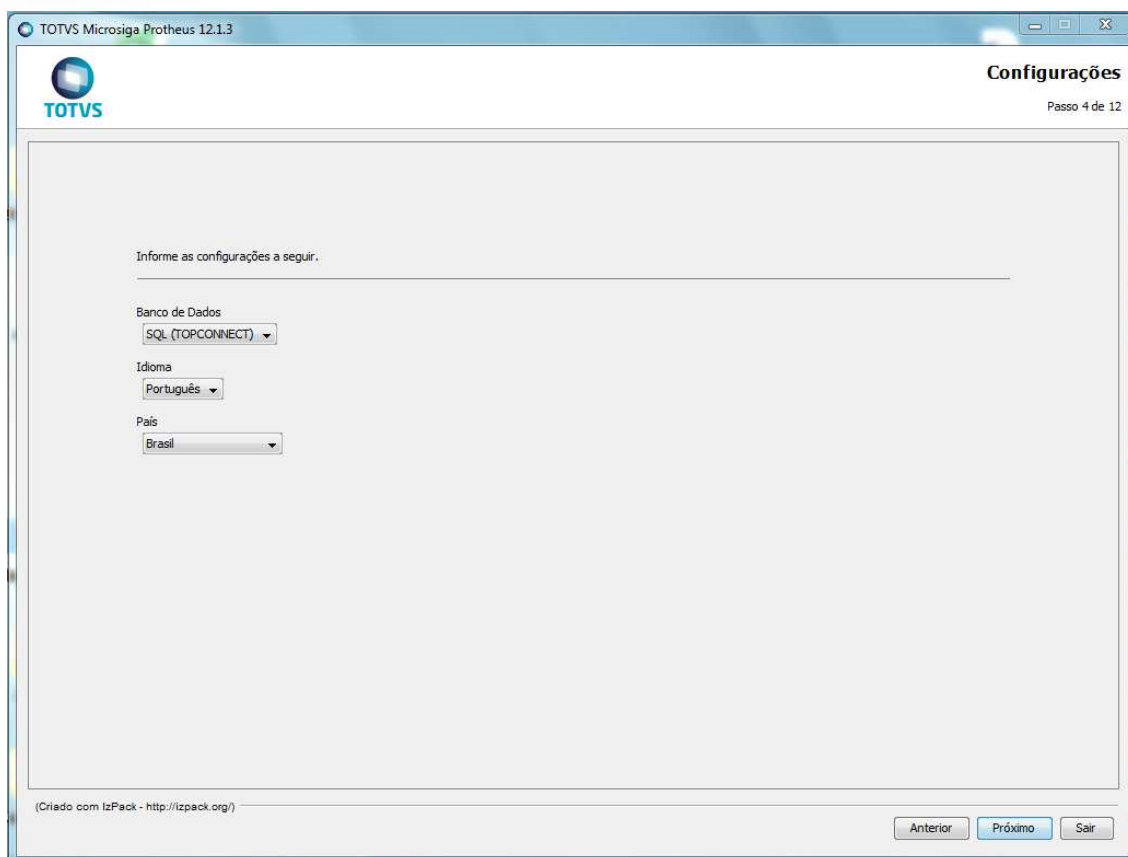 TOTVS Microsiga Protheus 12.1.3
TOTVS
Configurações
Passo 4 de 12
Informe as configurações a seguir.
Banco de Dados
SQL (TOPCONNECT)
Idioma
Português
País
Brasil
(Criado com IzPack - http://izpack.org/)
Anterior Próximo Sair